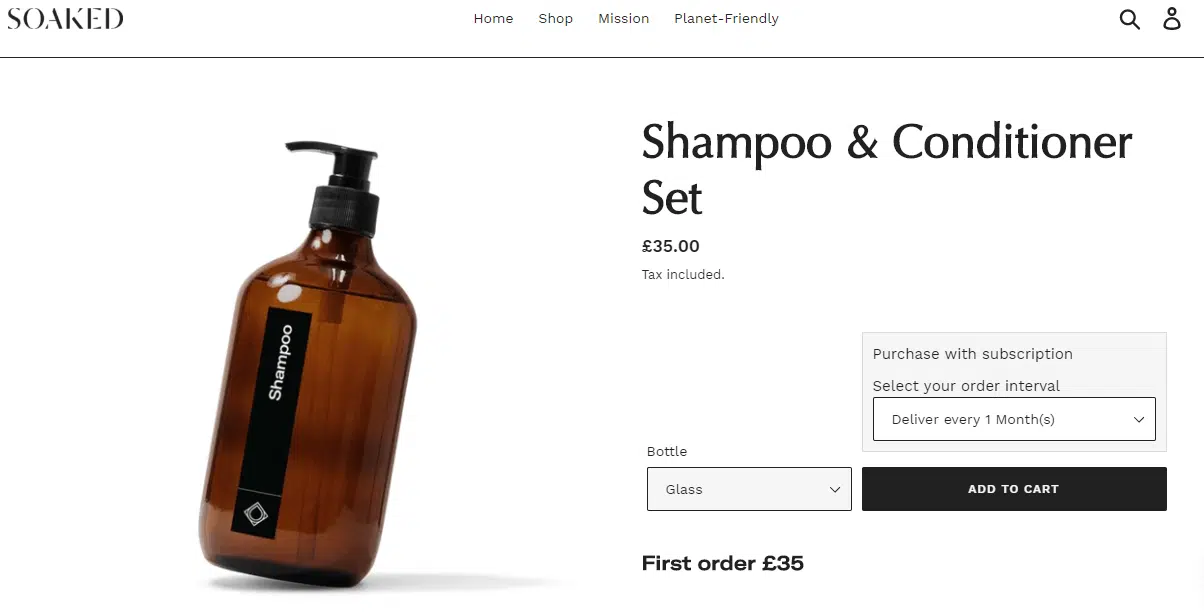 SOAKED
Home Shop Mission Planet-Friendly
Shampoo & Conditioner
Set
£35.00
Tax included.
Purchase with subscription
Select your order interval
Deliver every 1 Month(s)
Bottle
Glass
ADD TO CART
First order £35
Shampoo